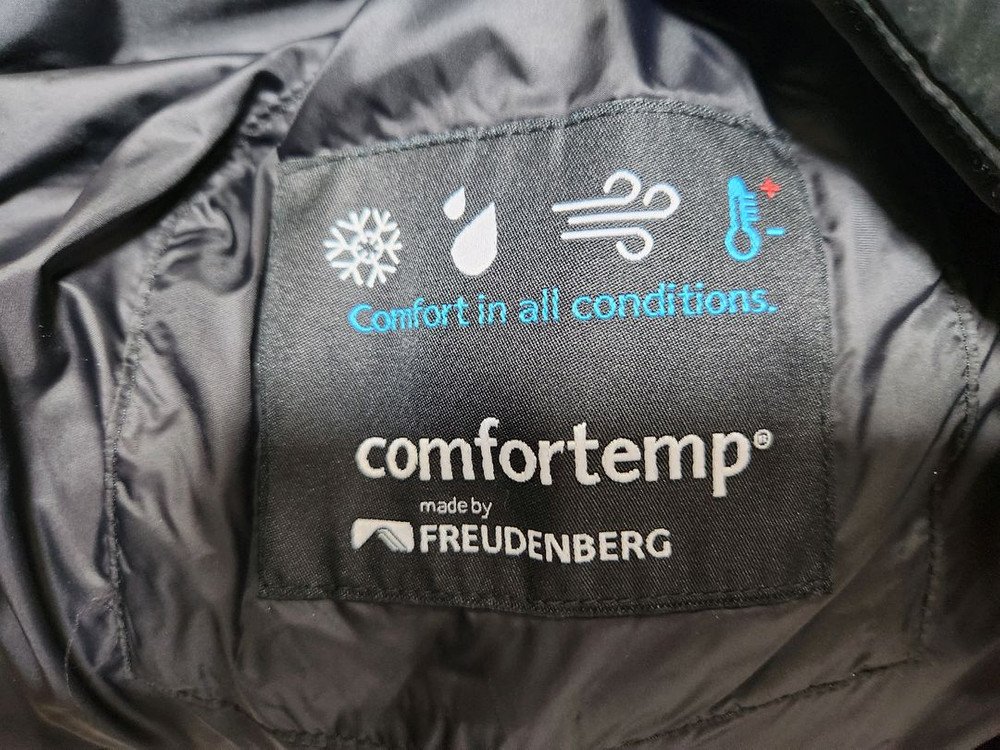 Comfort in all conditions.
comfortemp®
made by
FREUDENBERG